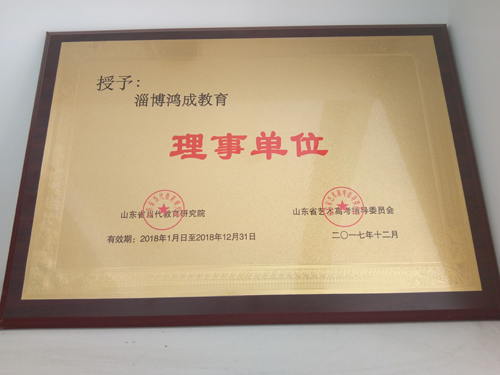 授予：
淄博鸿成教育
理事单位
山东省当代教育研究院
山东省艺术高考指导委员会
有效期：2018年1月日至2018年12月31日
二〇一七年十二月